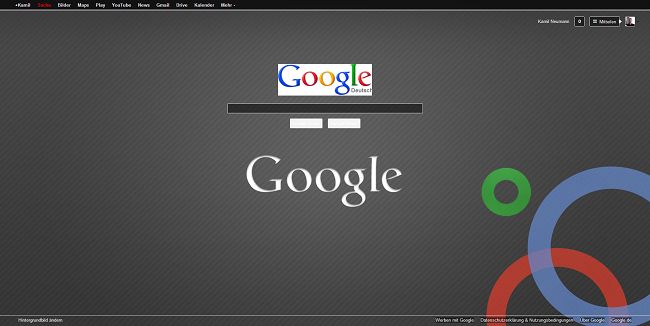 +Kamil Suche Bilder Maps Play YouTube News Gmail Drive Kalender Mehr
Kamil Neumann 0 Mitteilen
Google
Deutsch
Google
Hintergrundbild ändern Werben mit Google Datenschutzerklärung & Nutzungsbedingungen Über Google Google.de